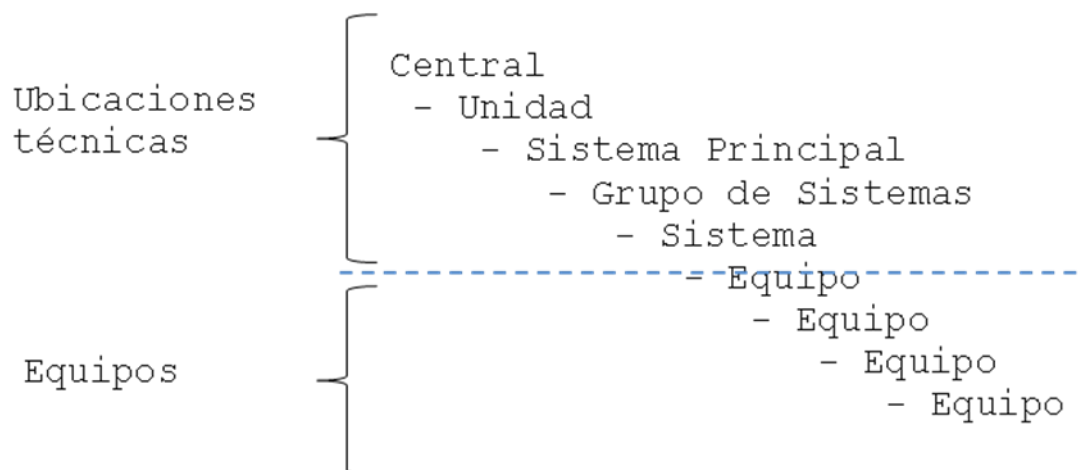 Ubicaciones
técnicas
Central
- Unidad
- Sistema Principal
- Grupo de Sistemas
- Sistema
Equipos
- Equipo
- Equipo
- Equipo
- Equipo